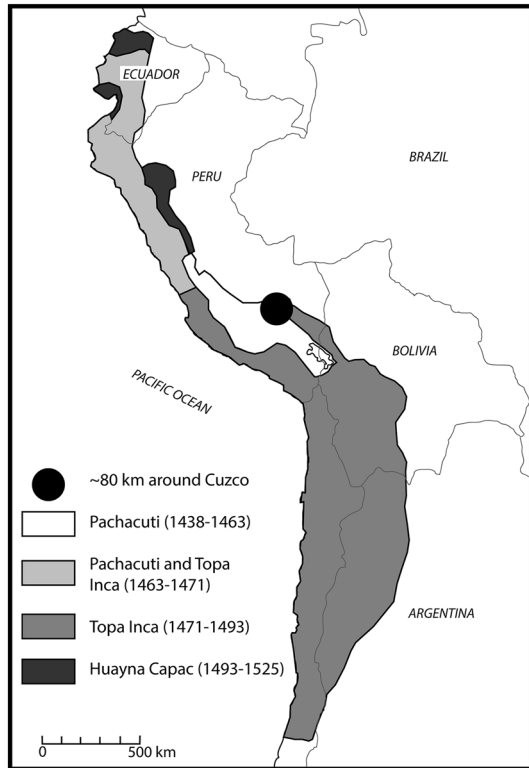 ECUADOR
PERU
BRAZIL
BOLIVIA
PACIFIC OCEAN
ARGENTINA
~80 km around Cuzco
Pachacuti (1438-1463)
Pachacuti and Topa
Inca (1463-1471)
Topa Inca (1471-1493)
Huayna Capac (1493-1525)
0 500 km